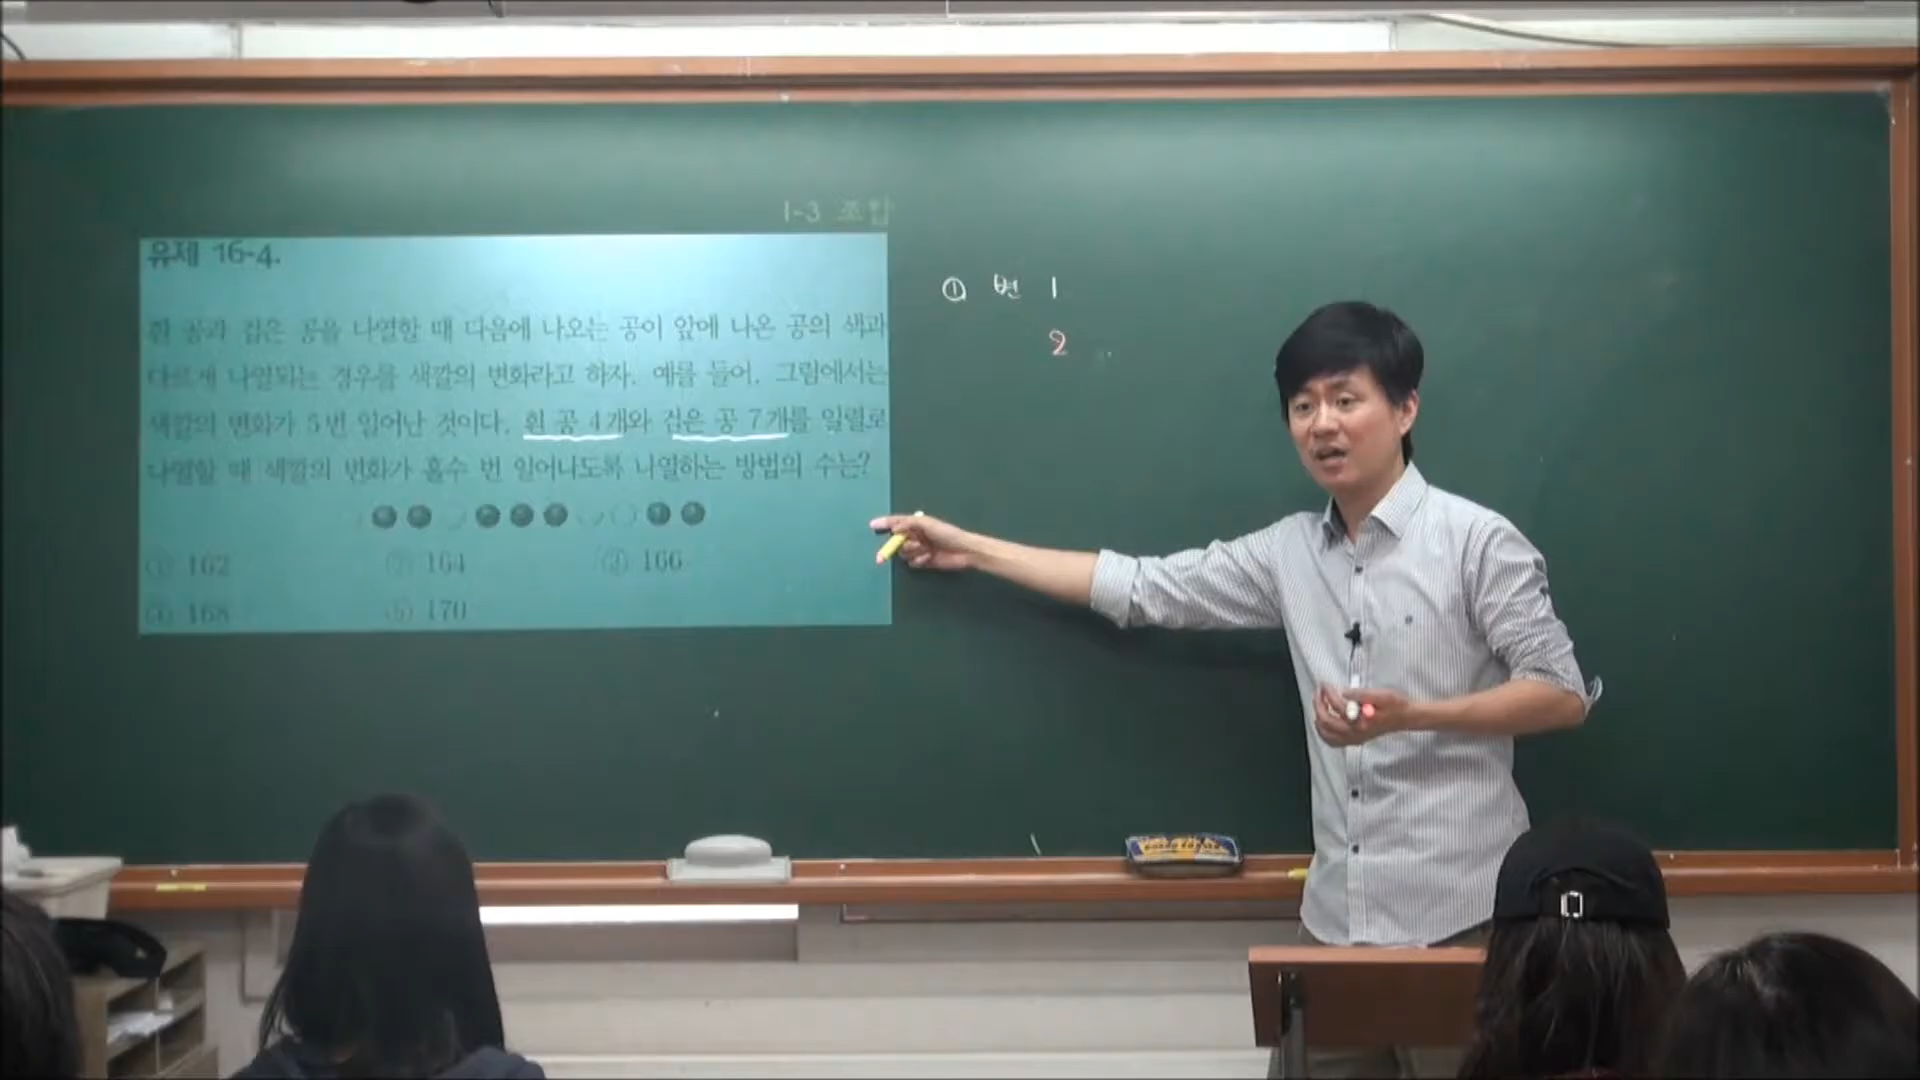 1-3 조합
유제 16-4.
흰 공과 검은 공을 나열할 때 다음에 나오는 공이 앞에 나온 공의 색과
다르게 나열되는 경우를 색깔의 변화라고 하자. 예를 들어, 그림에서는
색깔의 변화가 5번 일어난 것이다. 흰 공 4개와 검은 공 7개를 일렬로
나열할 때 색깔의 변화가 홀수 번 일어나도록 나열하는 방법의 수는?
① 162 ② 164 ③ 166
④ 168 ⑤ 170
① 변 1
2